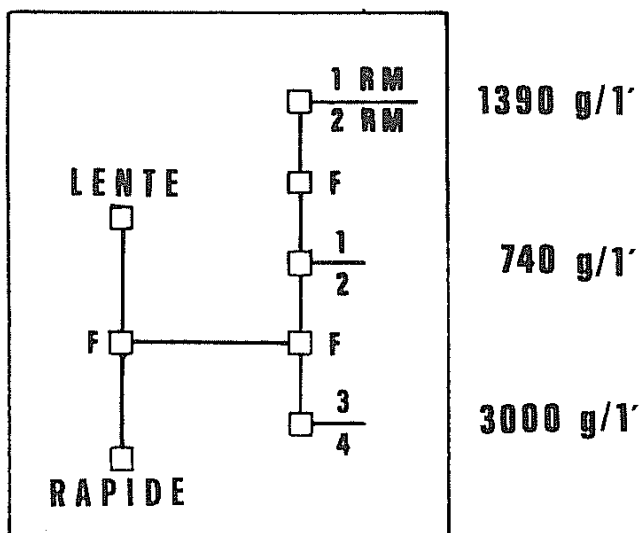 1 RM
2 RM
1390 g/1′
LENTE
F
1
2
740 g/1′
F
F
3
4
3000 g/1′
RAPIDE